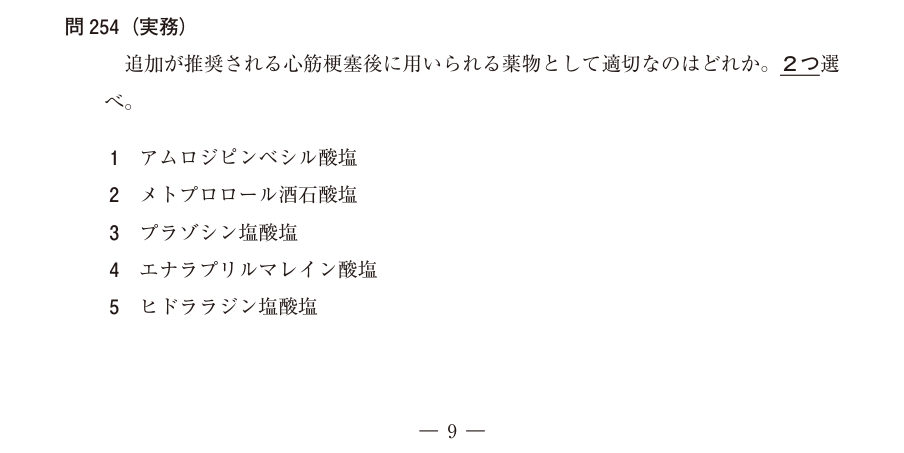 問 254（実務）
追加が推奨される心筋梗塞後に用いられる薬物として適切なのはどれか。２つ選
べ。
1 アムロジピンベシル酸塩
2 メトプロロール酒石酸塩
3 プラゾシン塩酸塩
4 エナラプリルマレイン酸塩
5 ヒドララジン塩酸塩
— 9 —